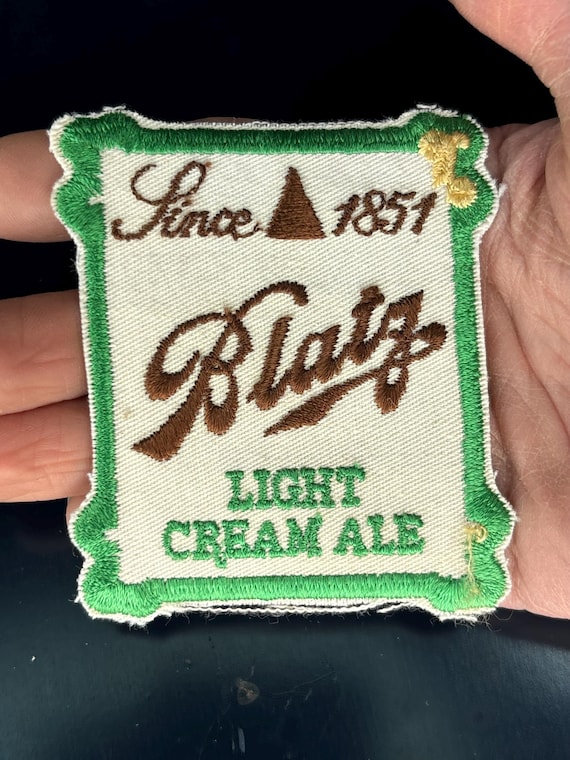 Since 1851
Blatz
LIGHT
CREAM ALE